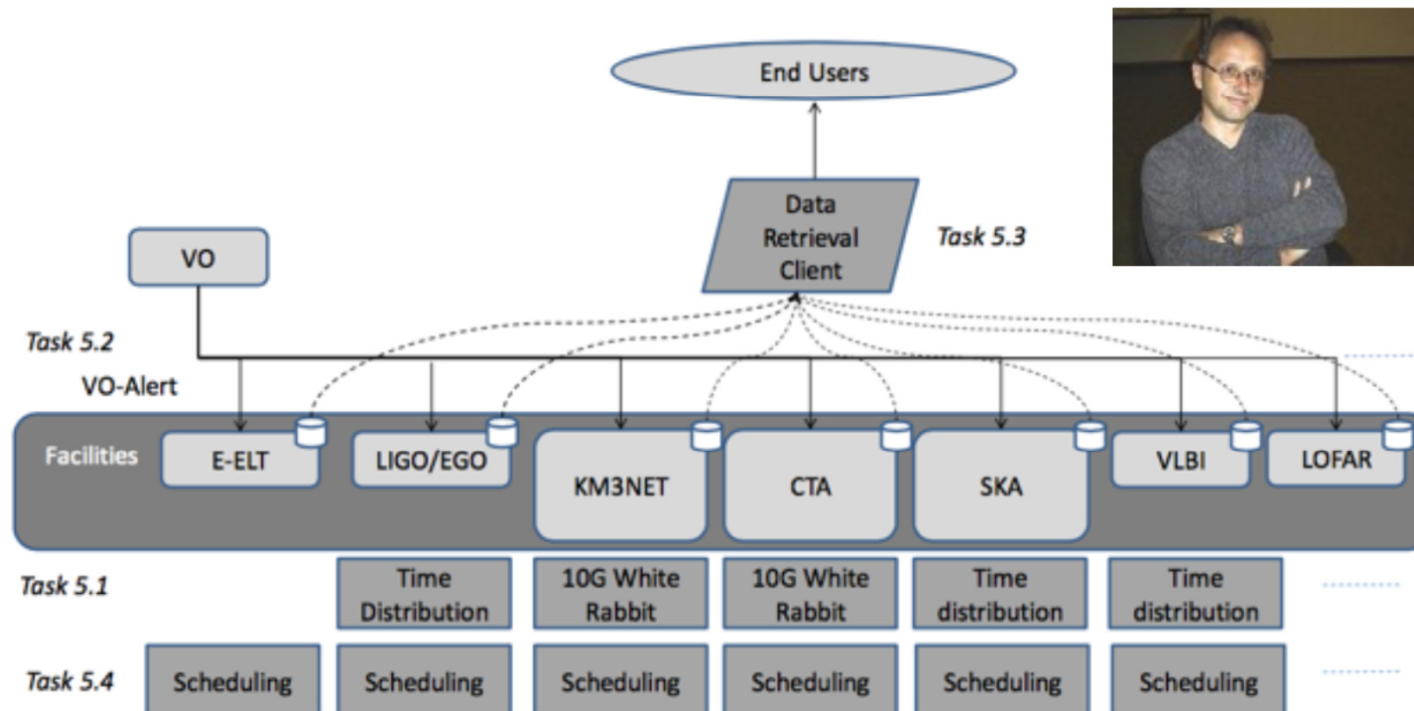 End Users
Data
Retrieval
Client
Task 5.3
VO
Task 5.2
VO-Alert
Facilities
E-ELT
LIGO/EGO
KM3NET
CTA
SKA
VLBI
LOFAR
Task 5.1
Time
Distribution
10G White
Rabbit
10G White
Rabbit
Time
distribution
Time
distribution
Task 5.4
Scheduling
Scheduling
Scheduling
Scheduling
Scheduling
Scheduling